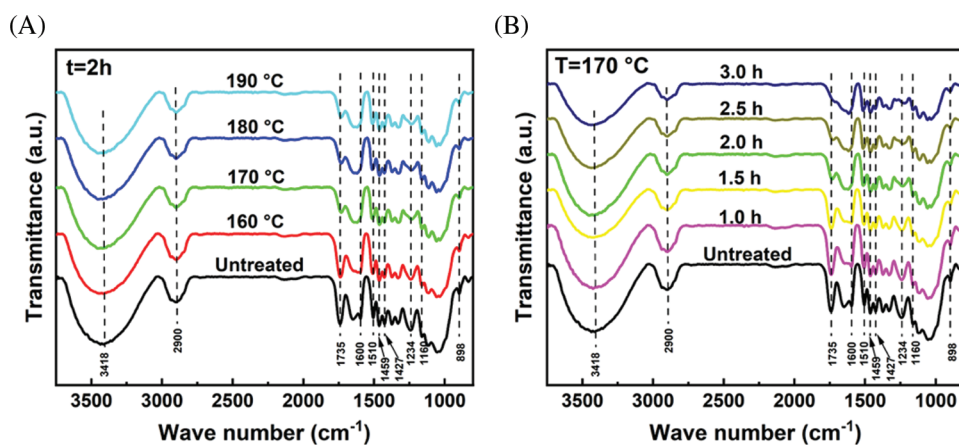 (A)
t=2h
190 °C
180 °C
170 °C
160 °C
Untreated
3418
2900
1735
1600
1510
1459
1427
1234
1160
898
3500 3000 2500 2000 1500 1000
Wave number (cm⁻¹)
Transmittance (a.u.)
(B)
T=170 °C
3.0 h
2.5 h
2.0 h
1.5 h
1.0 h
Untreated
3418
2900
1735
1600
1510
1459
1427
1234
1160
898
3500 3000 2500 2000 1500 1000
Wave number (cm⁻¹)
Transmittance (a.u.)